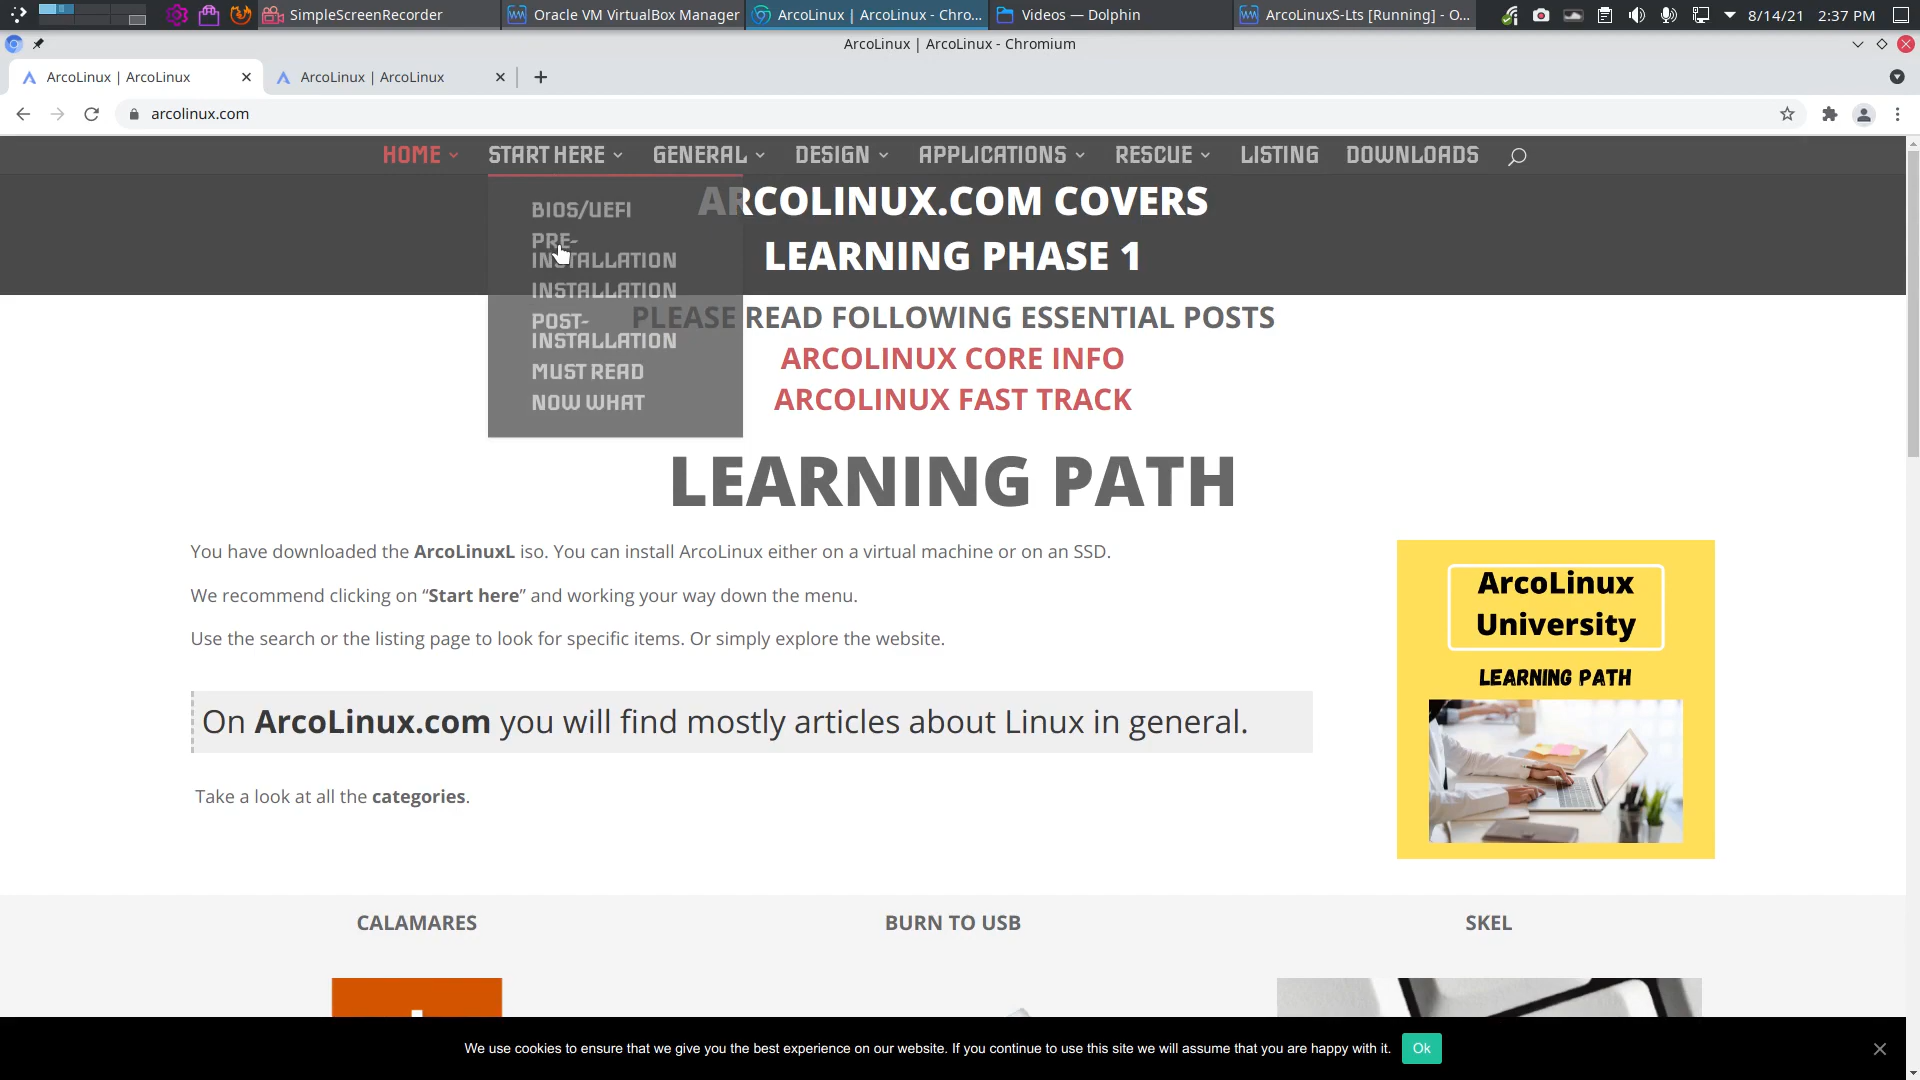 SimpleScreenRecorder
Oracle VM VirtualBox Manager
ArcoLinux | ArcoLinux - Chro...
Videos — Dolphin
ArcoLinuxS-Lts [Running] - O...
8/14/21 2:37 PM
ArcoLinux | ArcoLinux - Chromium
ArcoLinux | ArcoLinux
ArcoLinux | ArcoLinux
arcolinux.com
HOME
START HERE
GENERAL
DESIGN
APPLICATIONS
RESCUE
LISTING
DOWNLOADS
BIOS/UEFI
PRE-
INSTALLATION
INSTALLATION
POST-
INSTALLATION
MUST READ
NOW WHAT
ARCOLINUX.COM COVERS
LEARNING PHASE 1
PLEASE READ FOLLOWING ESSENTIAL POSTS
ARCOLINUX CORE INFO
ARCOLINUX FAST TRACK
LEARNING PATH
You have downloaded the ArcoLinuxL iso. You can install ArcoLinux either on a virtual machine or on an SSD.
We recommend clicking on “Start here” and working your way down the menu.
Use the search or the listing page to look for specific items. Or simply explore the website.
On ArcoLinux.com you will find mostly articles about Linux in general.
Take a look at all the categories.
ArcoLinux
University
LEARNING PATH
CALAMARES
BURN TO USB
SKEL
We use cookies to ensure that we give you the best experience on our website. If you continue to use this site we will assume that you are happy with it.
Ok